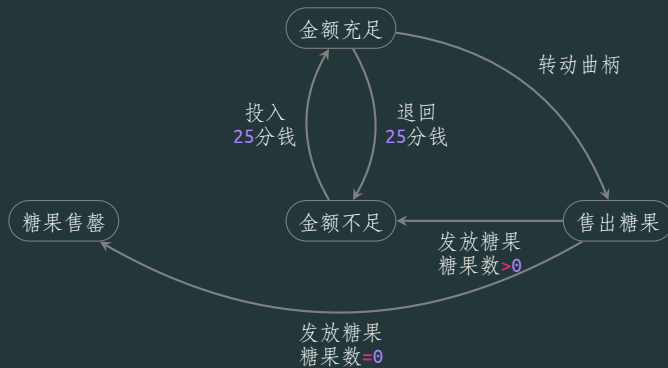 金额充足
转动曲柄
投入
25分钱
退回
25分钱
糖果售罄
金额不足
售出糖果
发放糖果
糖果数>0
发放糖果
糖果数=0